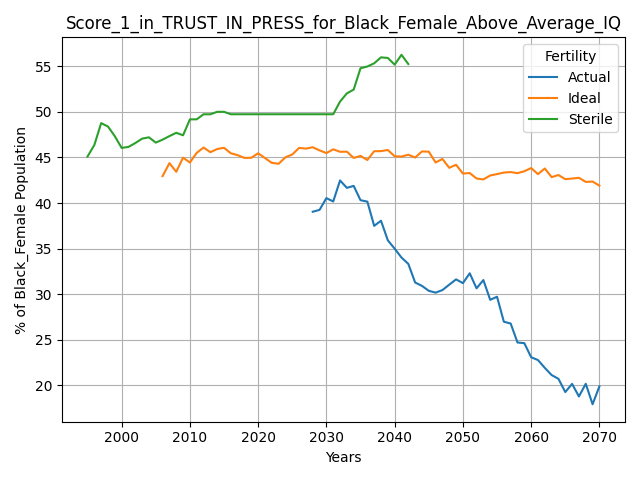 Score_1_in_TRUST_IN_PRESS_for_Black_Female_Above_Average_IQ
Fertility
Actual
Ideal
Sterile
% of Black_Female Population
55
50
45
40
35
30
25
20
2000
2010
2020
2030
2040
2050
2060
2070
Years